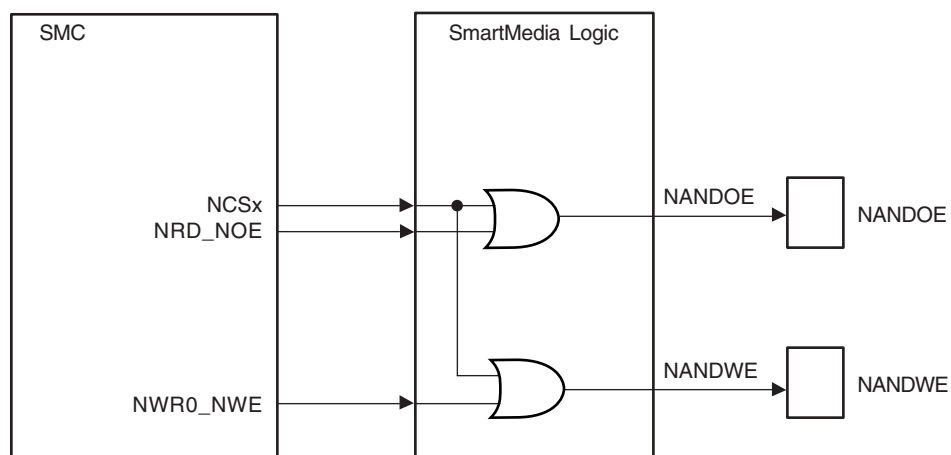 SMC
SmartMedia Logic
NCSx
NRD_NOE
NANDOE
NANDOE
NWR0_NWE
NANDWE
NANDWE